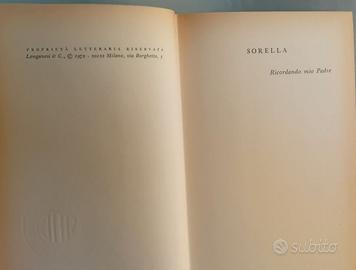 PROPRIETÀ LETTERARIA RISERVATA
Longanesi & C., © 1972 - 20122 Milano, via Borghetto, 5
SORELLA
Ricordando mio Padre
subito